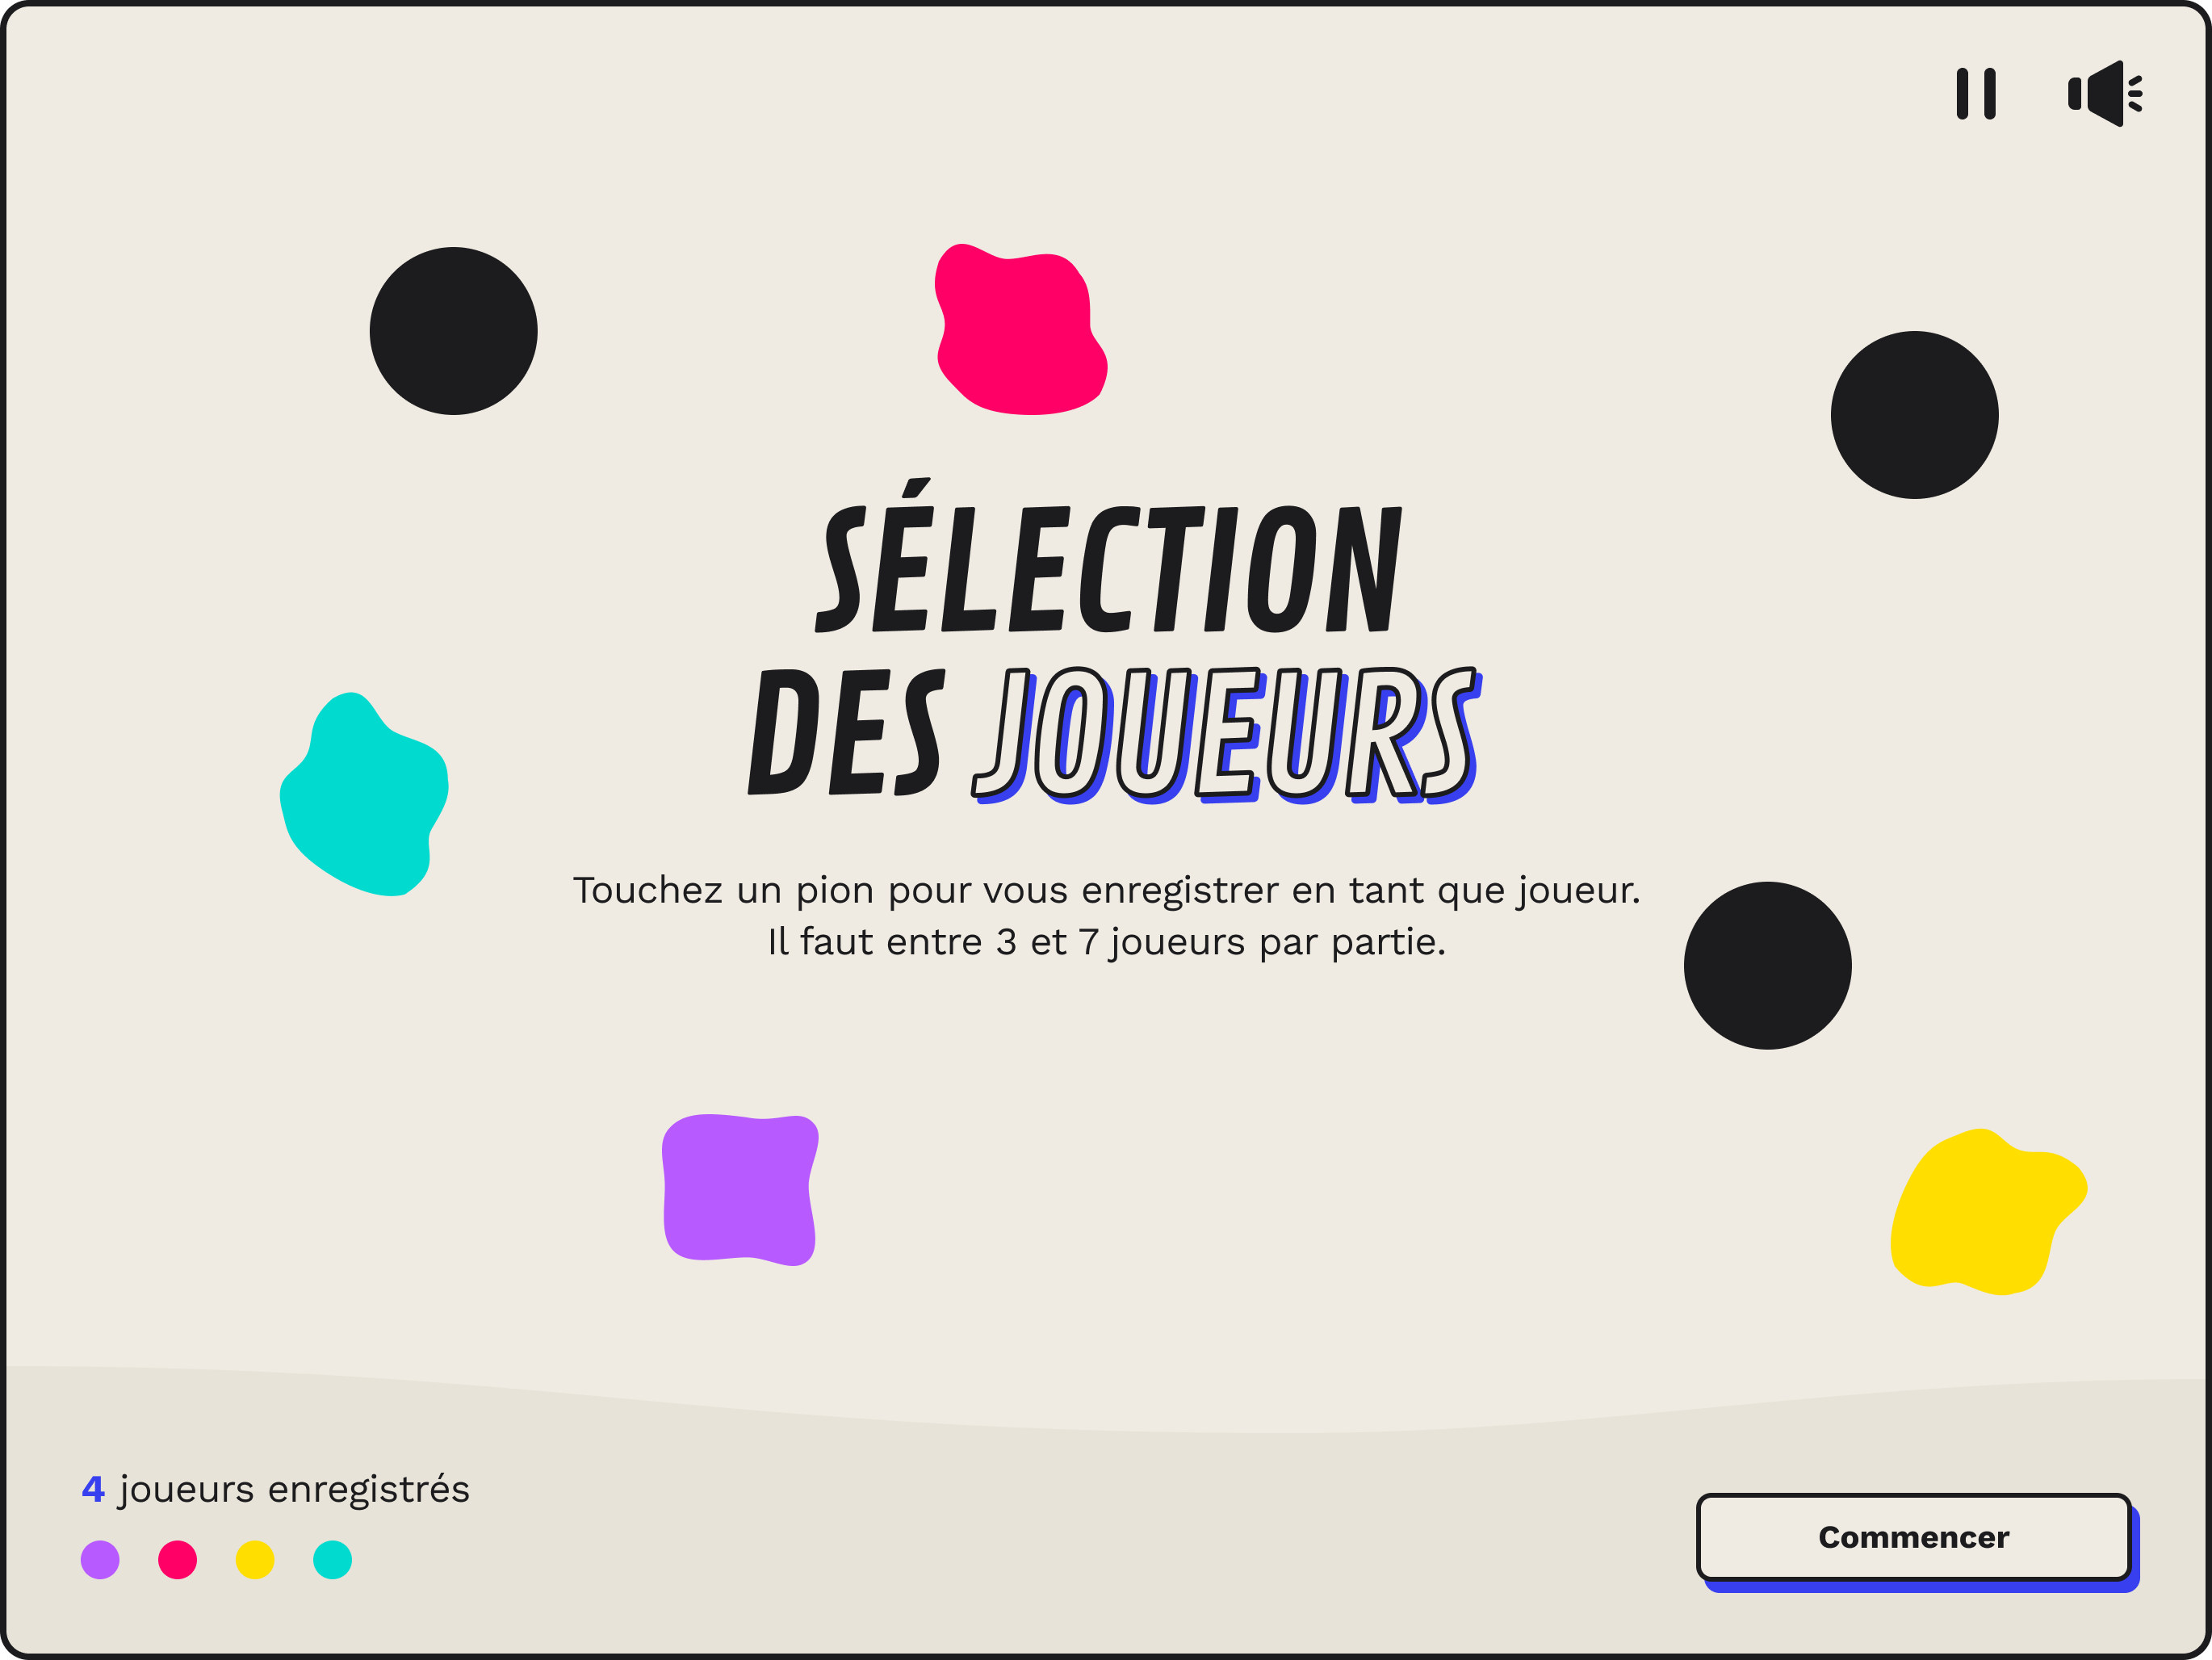 SÉLECTION
DES JOUEURS
Touchez un pion pour vous enregistrer en tant que joueur.
Il faut entre 3 et 7 joueurs par partie.
4 joueurs enregistrés
Commencer